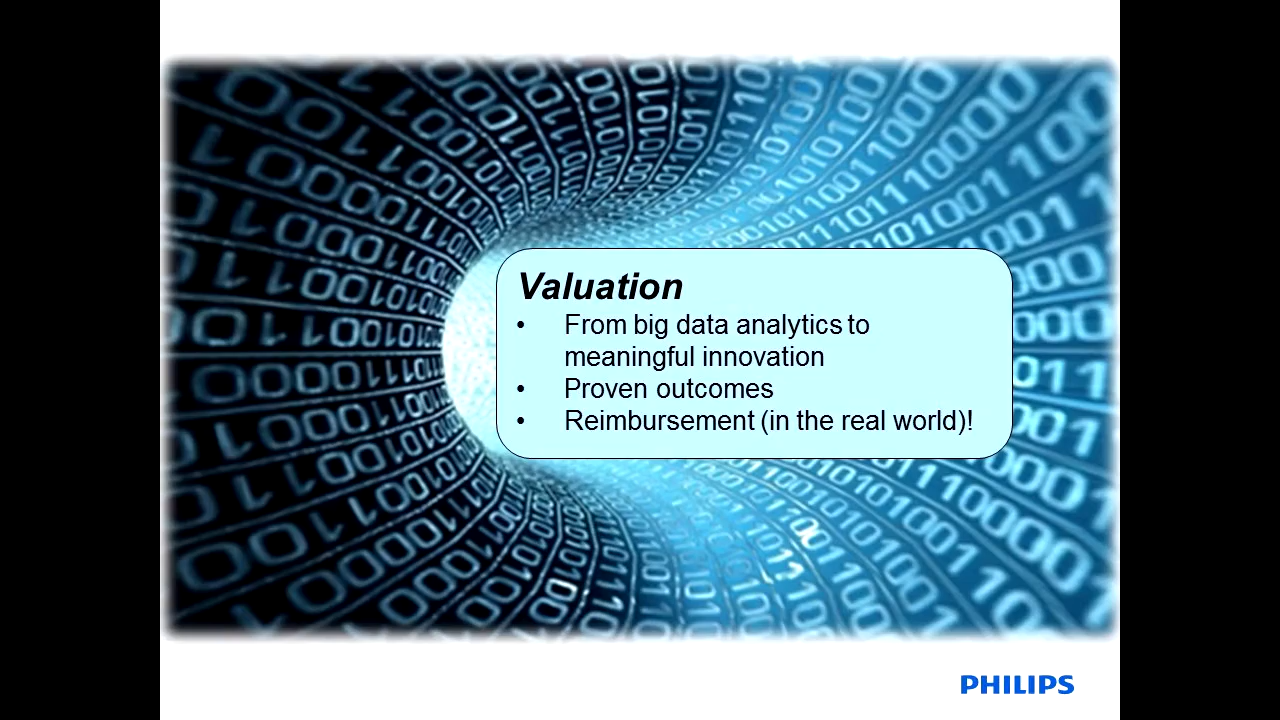 Valuation
• From big data analytics to
meaningful innovation
• Proven outcomes
• Reimbursement (in the real world)!
PHILIPS